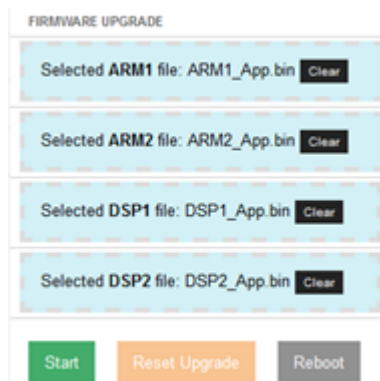 FIRMWARE UPGRADE
Selected ARM1 file: ARM1_App.bin Clear
Selected ARM2 file: ARM2_App.bin Clear
Selected DSP1 file: DSP1_App.bin Clear
Selected DSP2 file: DSP2_App.bin Clear
Start Reset Upgrade Reboot